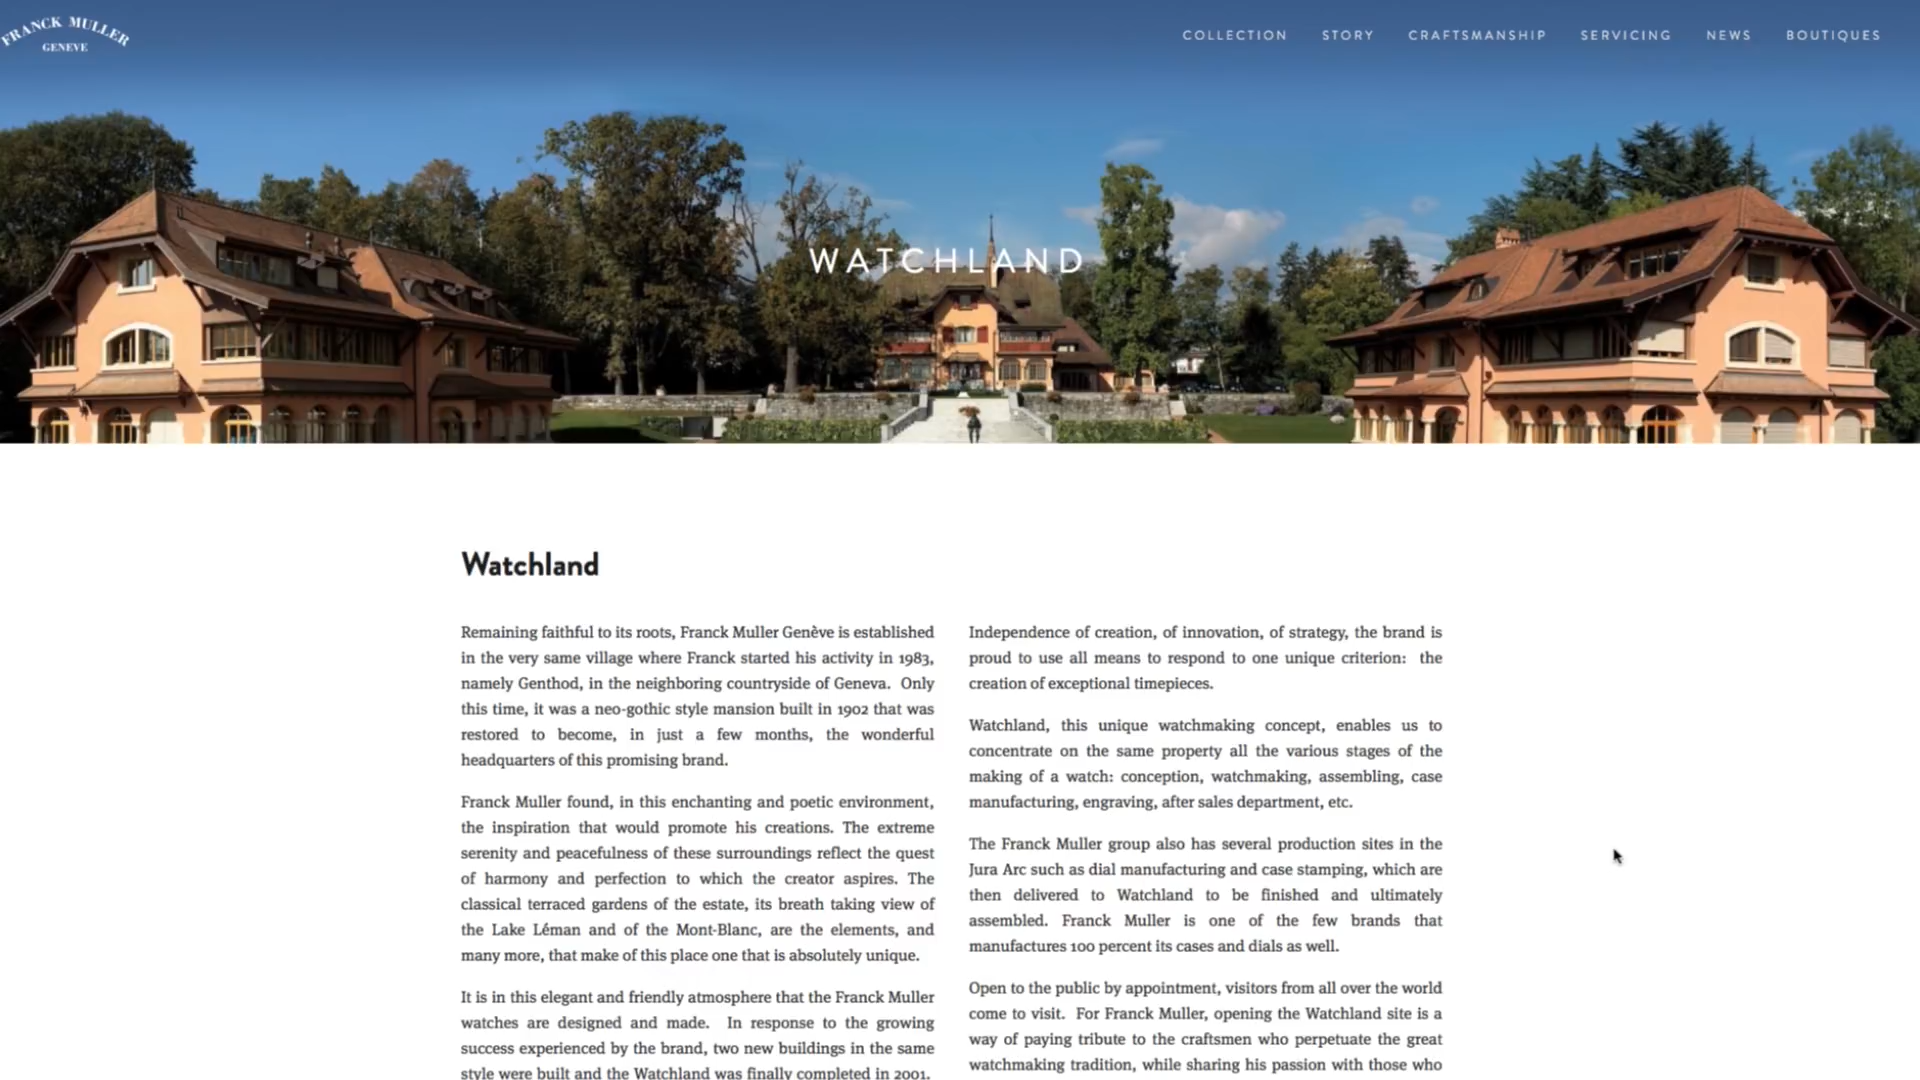 FRANCK MULLER
GENEVE
COLLECTION STORY CRAFTSMANSHIP SERVICING NEWS BOUTIQUES
WATCHLAND
Watchland
Remaining faithful to its roots, Franck Muller Genève is established
in the very same village where Franck started his activity in 1983,
namely Genthod, in the neighboring countryside of Geneva. Only
this time, it was a neo-gothic style mansion built in 1902 that was
restored to become, in just a few months, the wonderful
headquarters of this promising brand.
Franck Muller found, in this enchanting and poetic environment,
the inspiration that would promote his creations. The extreme
serenity and peacefulness of these surroundings reflect the quest
of harmony and perfection to which the creator aspires. The
classical terraced gardens of the estate, its breath taking view of
the Lake Léman and of the Mont-Blanc, are the elements, and
many more, that make of this place one that is absolutely unique.
It is in this elegant and friendly atmosphere that the Franck Muller
watches are designed and made. In response to the growing
success experienced by the brand, two new buildings in the same
style were built and the Watchland was finally completed in 2001.
Independence of creation, of innovation, of strategy, the brand is
proud to use all means to respond to one unique criterion: the
creation of exceptional timepieces.
Watchland, this unique watchmaking concept, enables us to
concentrate on the same property all the various stages of the
making of a watch: conception, watchmaking, assembling, case
manufacturing, engraving, after sales department, etc.
The Franck Muller group also has several production sites in the
Jura Arc such as dial manufacturing and case stamping, which are
then delivered to Watchland to be finished and ultimately
assembled. Franck Muller is one of the few brands that
manufactures 100 percent its cases and dials as well.
Open to the public by appointment, visitors from all over the world
come to visit. For Franck Muller, opening the Watchland site is a
way of paying tribute to the craftsmen who perpetuate the great
watchmaking tradition, while sharing his passion with those who